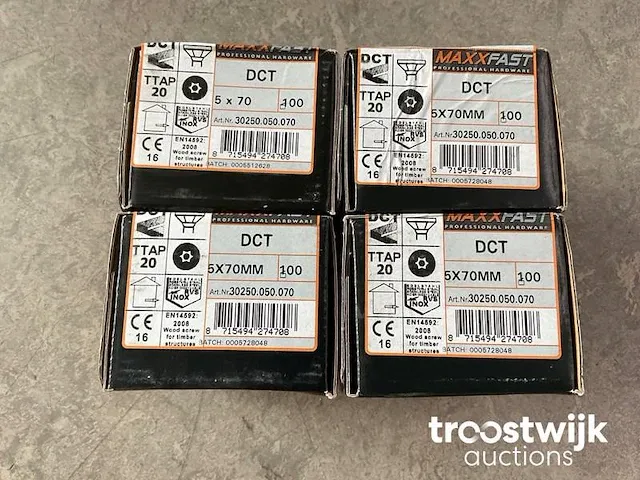 DCT
MAXXFAST
PROFESSIONAL HARDWARE
DCT
TTAP
20
5 x 70
100
Art.Nr. 30250.050.070
RVS
INOX
EN14592:
2008
Wood screw
for timber
structures
CE
16
8 715494 274708
BATCH: 0005512628
DCT
MAXXFAST
PROFESSIONAL HARDWARE
DCT
TTAP
20
5X70MM
100
Art.Nr. 30250.050.070
RVS
INOX
EN14592:
2008
Wood screw
for timber
structures
CE
16
8 715494 274708
BATCH: 0005728048
DCT
PROFESSIONAL HARDWARE
DCT
TTAP
20
5X70MM
100
Art.Nr. 30250.050.070
RVS
INOX
EN14592:
2008
Wood screw
for timber
structures
CE
16
8 715494 274708
BATCH: 0005728048
DCT
MAXXFAST
PROFESSIONAL HARDWARE
DCT
TTAP
20
5X70MM
100
Art.Nr. 30250.050.070
RVS
INOX
EN14592:
2008
Wood screw
for timber
structures
CE
16
8 715494 274708
BATCH: 0005728048
troostwijk
auctions